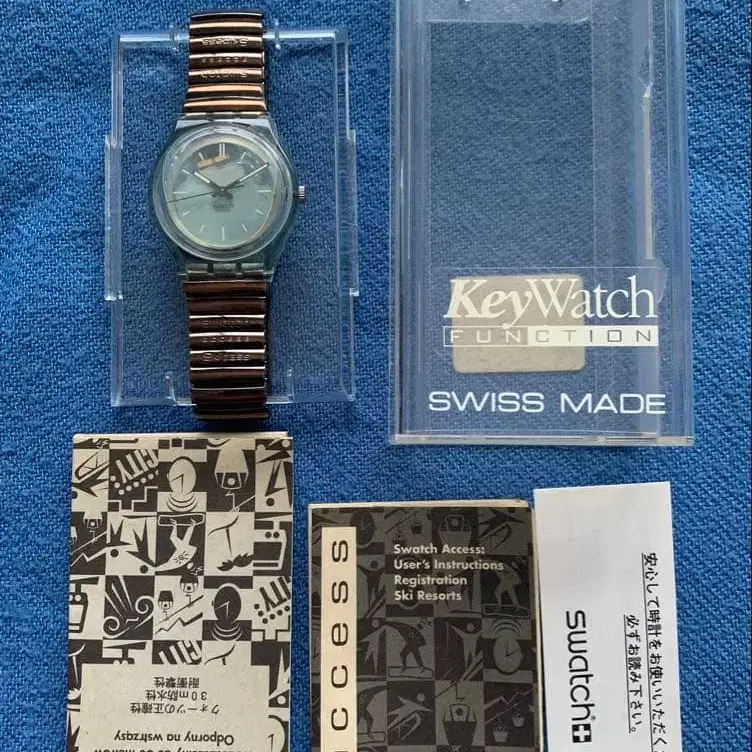 KeyWatch
FUNCTION
SWISS MADE
CITY
クォーツの正確性
30m防水性
耐衝撃性
Odporny no wstrząsy
access
Swatch Access:
User's Instructions
Registration
Ski Resorts
swatch
安心して時計をお使いいただく
必ずお読み下さい。